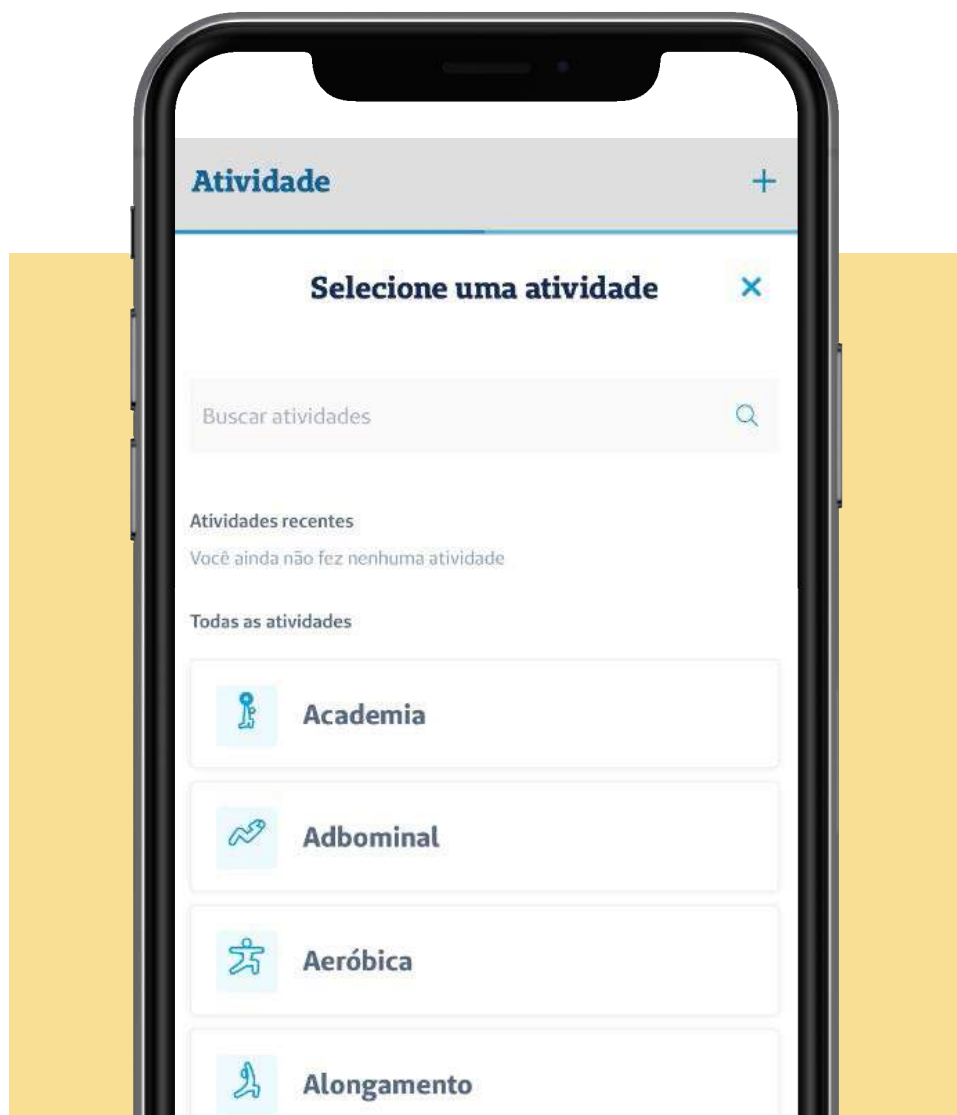 Atividade
Selecione uma atividade
Buscar atividades
Atividades recentes
Você ainda não fez nenhuma atividade
Todas as atividades
Academia
Adbominal
Aeróbica
Alongamento